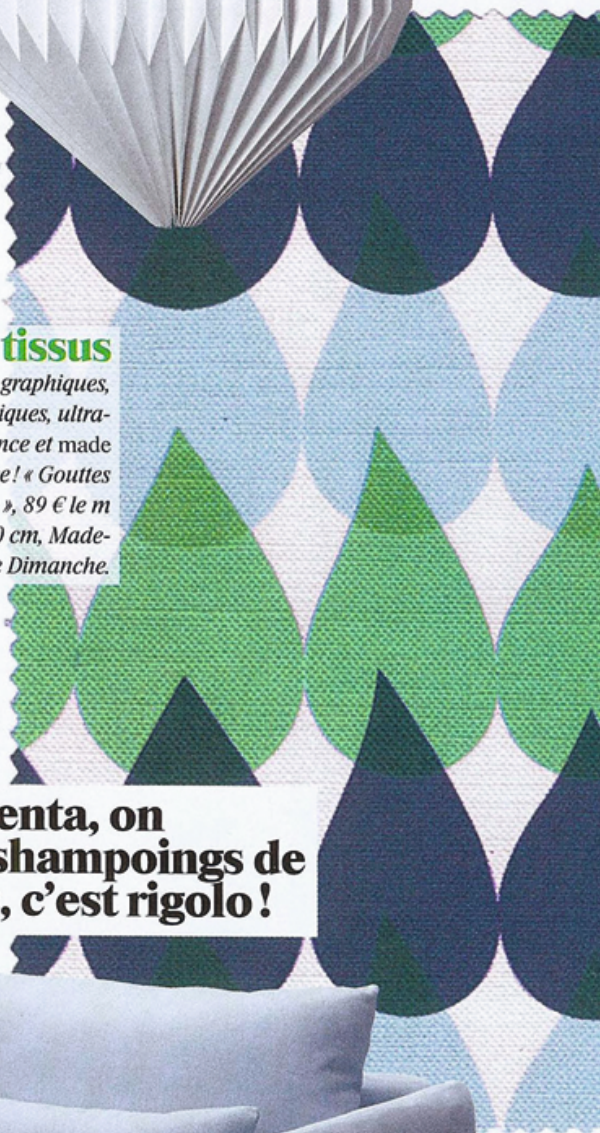 tissus
graphiques,
iques, ultra-
nce et made
e ! « Gouttes
», 89 € le m
0 cm, Made-
e Dimanche.
enta, on
shampoings de
, c’est rigolo !